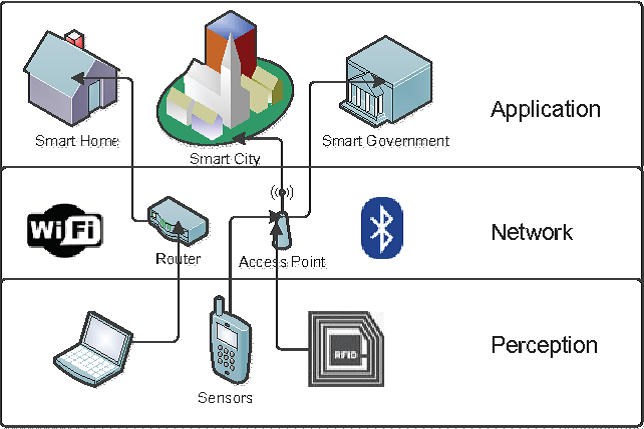 Smart Home
Smart City
Smart Government
Application
WiFi
Router
Access Point
Network
RFID
Sensors
Perception